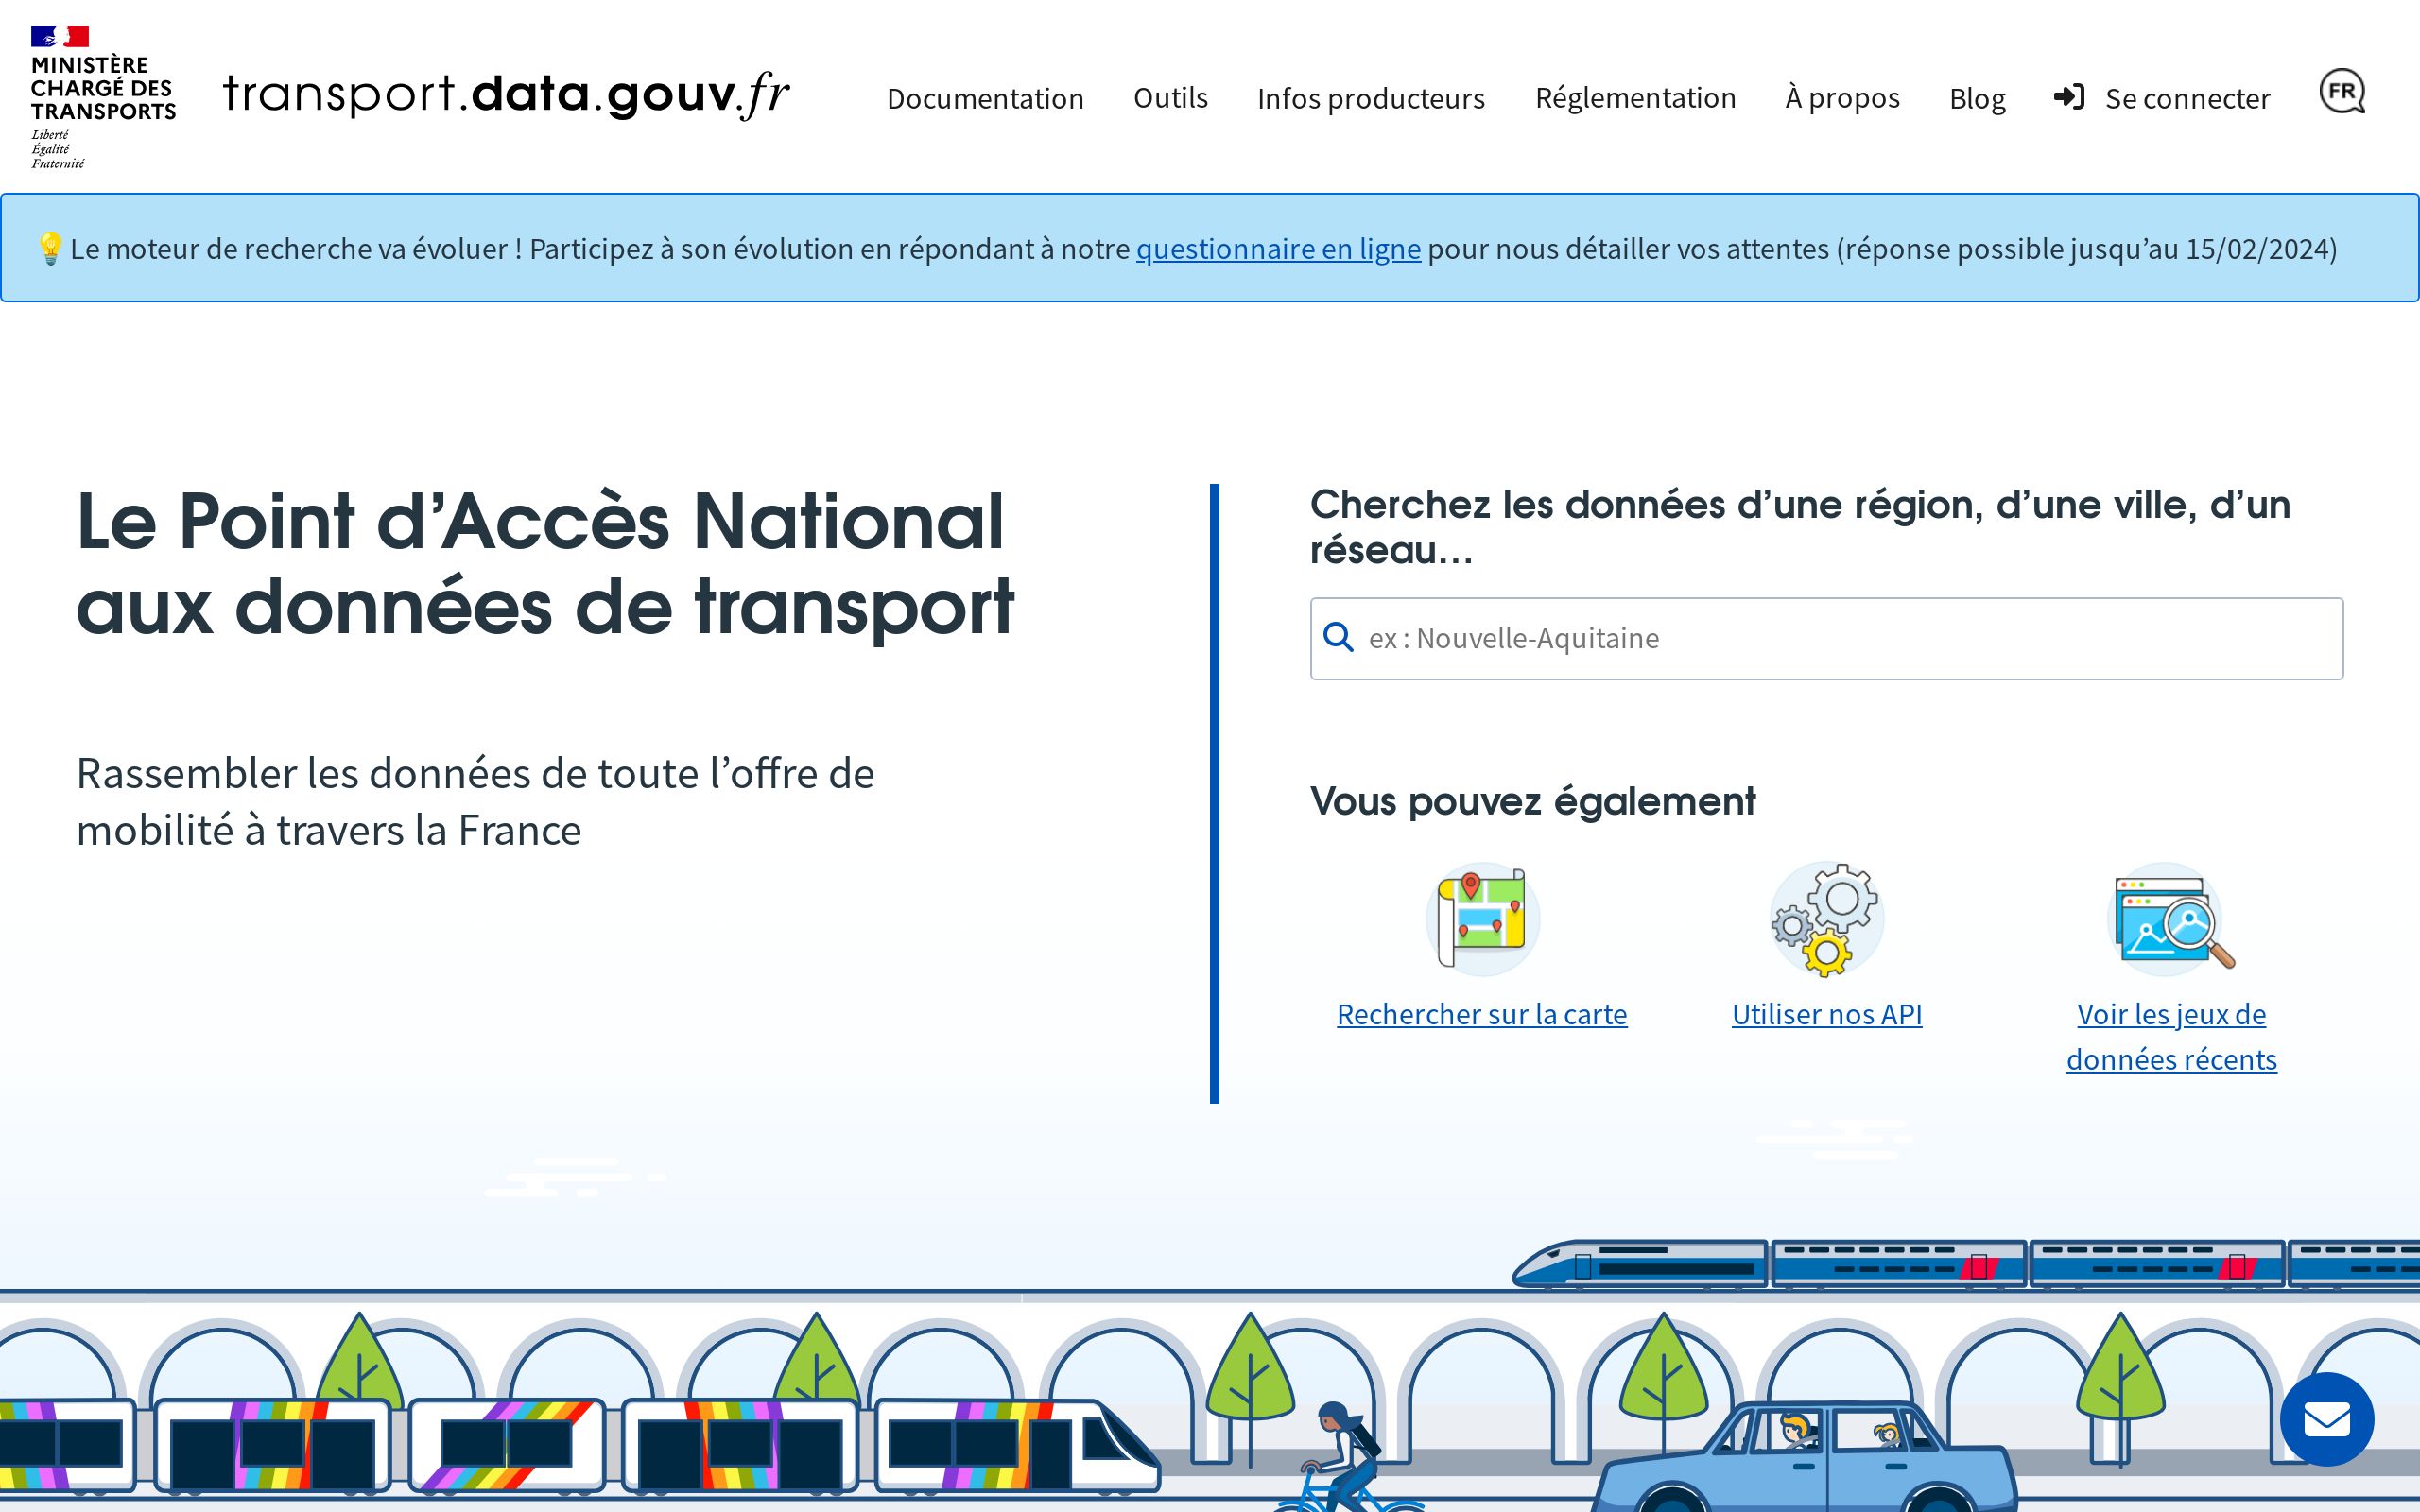 MINISTÈRE
CHARGÉ DES
TRANSPORTS
Liberté
Égalité
Fraternité
transport.data.gouv.fr
Documentation
Outils
Infos producteurs
Réglementation
À propos
Blog
Se connecter
FR
💡Le moteur de recherche va évoluer ! Participez à son évolution en répondant à notre questionnaire en ligne pour nous détailler vos attentes (réponse possible jusqu’au 15/02/2024)
Le Point d’Accès National
aux données de transport
Rassembler les données de toute l’offre de
mobilité à travers la France
Cherchez les données d’une région, d’une ville, d’un
réseau…
ex : Nouvelle-Aquitaine
Vous pouvez également
Rechercher sur la carte
Utiliser nos API
Voir les jeux de
données récents